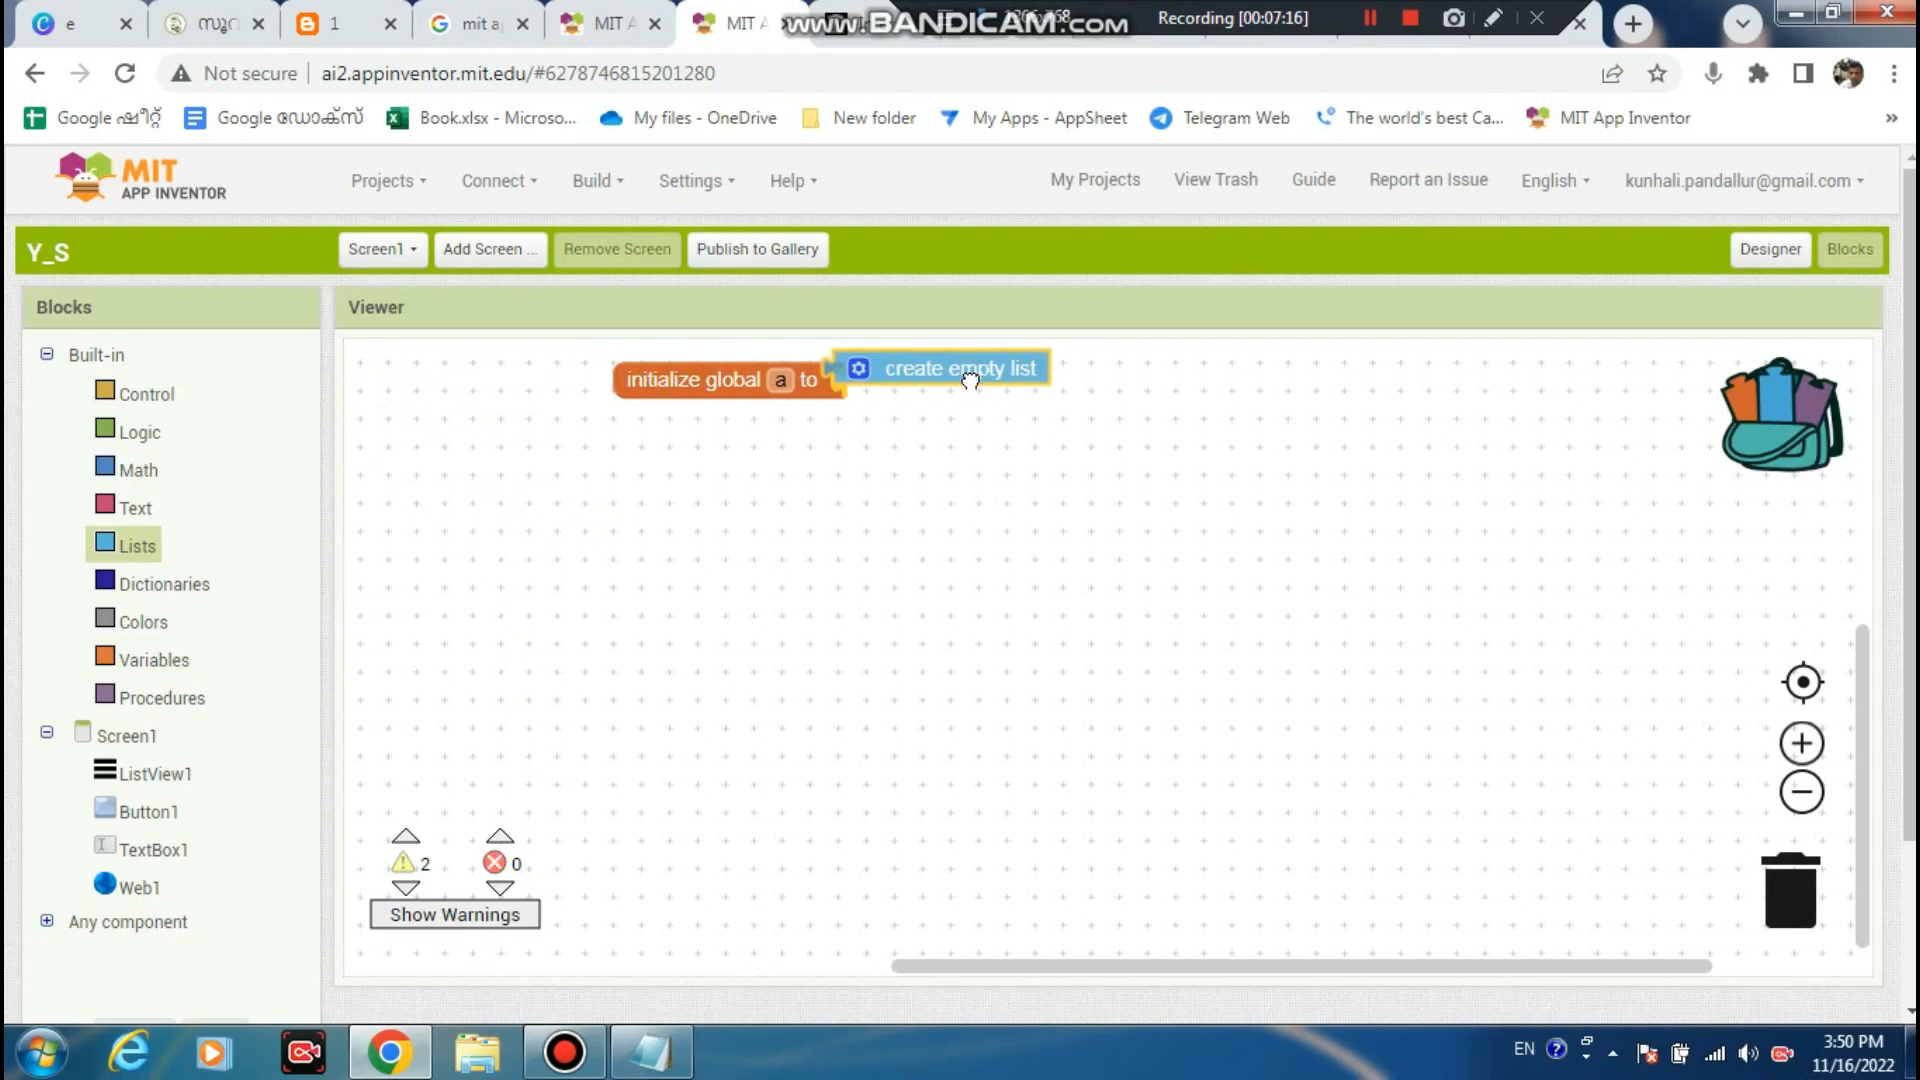 e
സ്കൂ
1
mit a
MIT A
MIT A
www.BANDICAM.com
Recording [00:07:16]
Not secure
ai2.appinventor.mit.edu/#6278746815201280
Google ഷീറ്റ്
Google ഡോക്സ്
Book.xlsx - Microso...
My files - OneDrive
New folder
My Apps - AppSheet
Telegram Web
The world's best Ca...
MIT App Inventor
»
MIT
APP INVENTOR
Projects
Connect
Build
Settings
Help
My Projects
View Trash
Guide
Report an Issue
English
kunhali.pandallur@gmail.com
Y_S
Screen1
Add Screen ...
Remove Screen
Publish to Gallery
Designer
Blocks
Blocks
Viewer
Built-in
Control
Logic
Math
Text
Lists
Dictionaries
Colors
Variables
Procedures
Screen1
ListView1
Button1
TextBox1
Web1
Any component
initialize global a to
create empty list
2
0
Show Warnings
EN
3:50 PM
11/16/2022